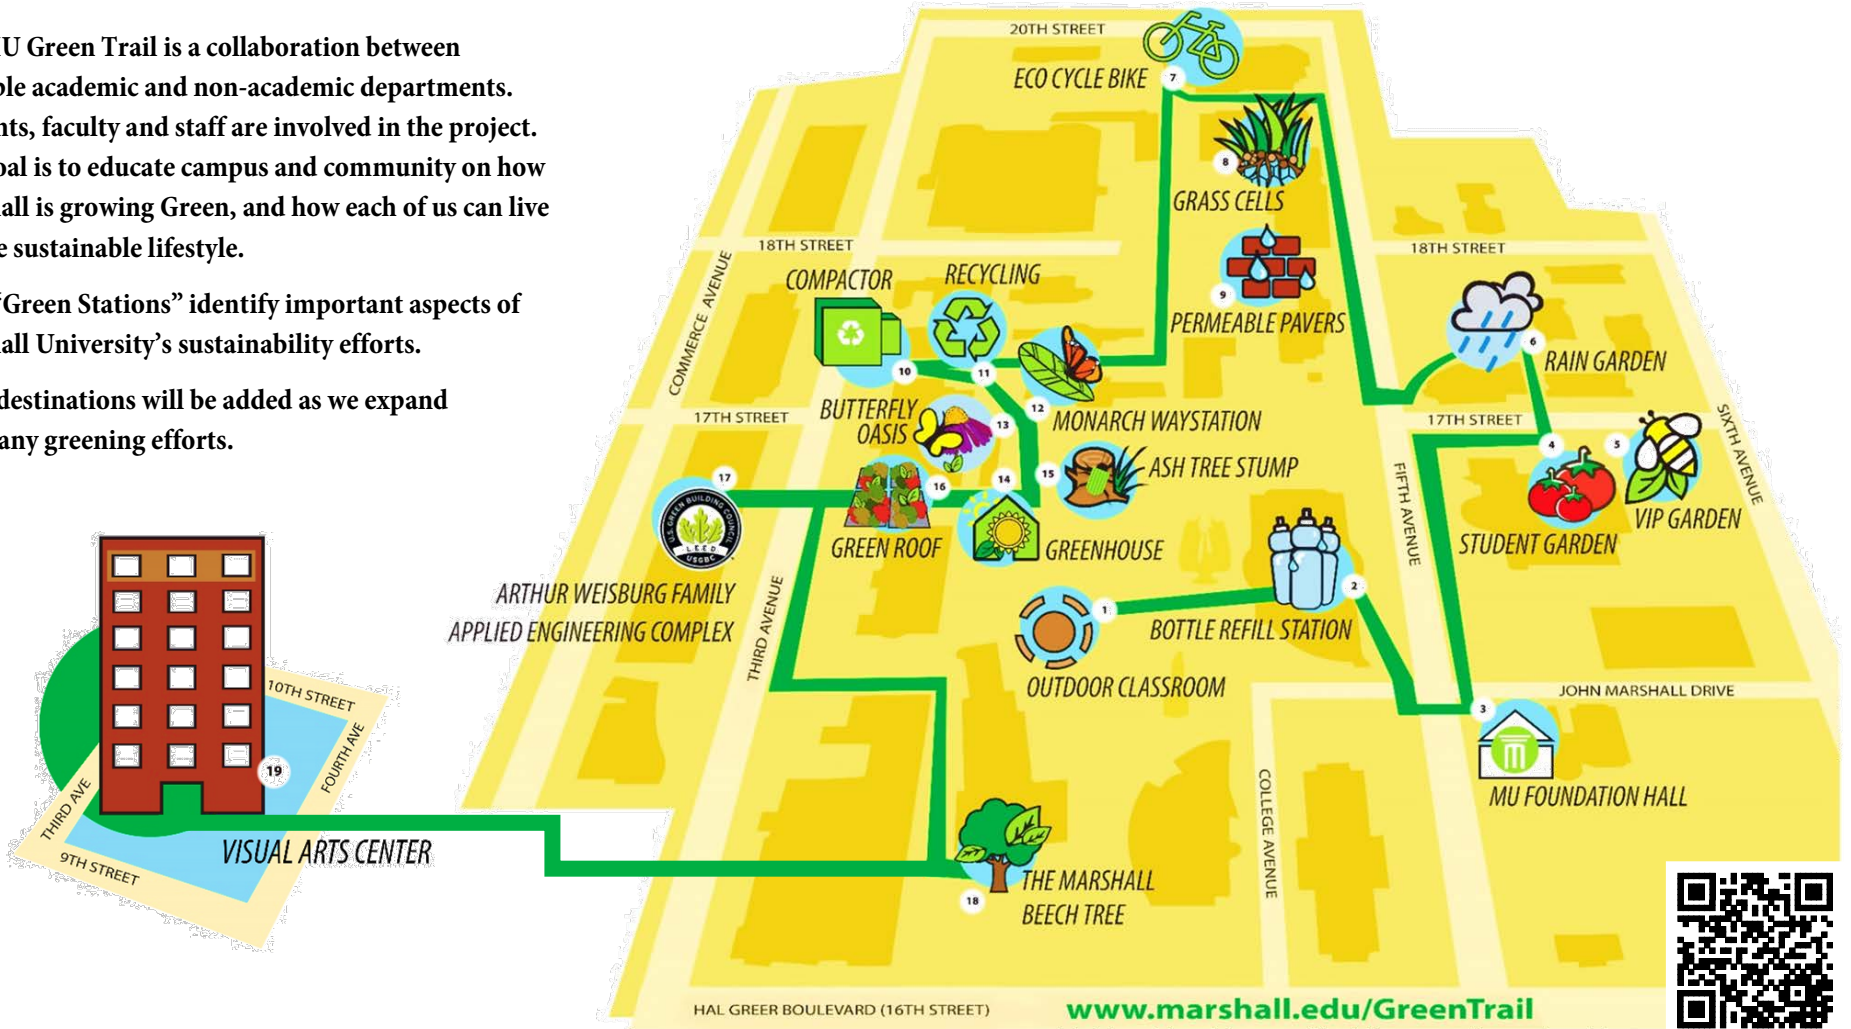 U Green Trail is a collaboration between
ple academic and non-academic departments.
nts, faculty and staff are involved in the project.
oal is to educate campus and community on how
all is growing Green, and how each of us can live
e sustainable lifestyle.
“Green Stations” identify important aspects of
all University’s sustainability efforts.
destinations will be added as we expand
any greening efforts.
20TH STREET
ECO CYCLE BIKE
7
8
GRASS CELLS
18TH STREET
18TH STREET
COMMERCE AVENUE
COMPACTOR
RECYCLING
9
PERMEABLE PAVERS
6
RAIN GARDEN
10
11
12
MONARCH WAYSTATION
BUTTERFLY
OASIS
13
17TH STREET
17TH STREET
SIXTH AVENUE
4
5
VIP GARDEN
STUDENT GARDEN
FIFTH AVENUE
15
ASH TREE STUMP
14
GREENHOUSE
16
GREEN ROOF
17
U.S. GREEN BUILDING COUNCIL
LEED
USGBC
ARTHUR WEISBURG FAMILY
APPLIED ENGINEERING COMPLEX
THIRD AVENUE
1
OUTDOOR CLASSROOM
2
BOTTLE REFILL STATION
JOHN MARSHALL DRIVE
3
MU FOUNDATION HALL
COLLEGE AVENUE
10TH STREET
FOURTH AVE
19
THIRD AVE
9TH STREET
VISUAL ARTS CENTER
18
THE MARSHALL
BEECH TREE
HAL GREER BOULEVARD (16TH STREET)
www.marshall.edu/GreenTrail